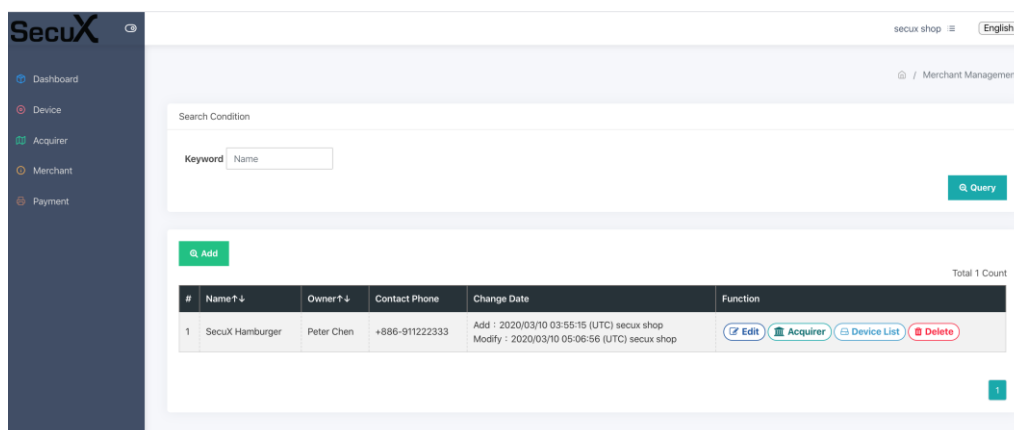 SecuX
secux shop
English
Dashboard
Device
Acquirer
Merchant
Payment
/ Merchant Managemen
Search Condition
Keyword Name
Query
Add
Total 1 Count
# Name↑↓ Owner↑↓ Contact Phone Change Date Function
1 SecuX Hamburger Peter Chen +886-911222333 Add : 2020/03/10 03:55:15 (UTC) secux shop Edit Acquirer Device List Delete
Modify : 2020/03/10 05:06:56 (UTC) secux shop
1